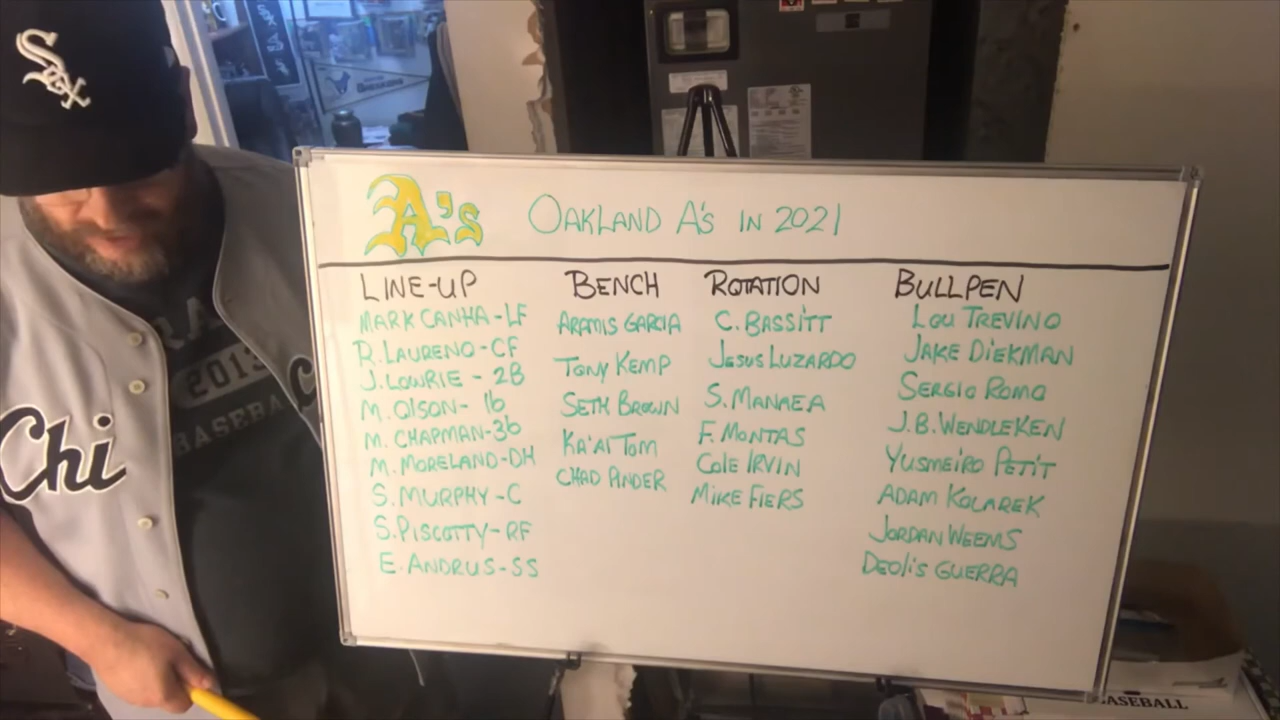 Sox
A's OAKLAND A'S IN 2021
LINE-UP
MARK CANHA-LF
R. LAURENO-CF
J. LOWRIE - 2B
M. OLSON- 1b
M. CHAPMAN-3b
M. MORELAND-DH
S. MURPHY-C
S. PISCOTTY-RF
E. ANDRUS-SS
BENCH
ARAMIS GARCIA
TONY KEMP
SETH BROWN
KA'AI TOM
CHAD PINDER
ROTATION
C. BASSITT
JESUS LUZARDO
S. MANAEA
F. MONTAS
COLE IRVIN
MIKE FIERS
BULLPEN
LOU TREVINO
JAKE DIEKMAN
SERGIO ROMO
J.B. WENDLEKEN
YUSMEIRO PETIT
ADAM KOLAREK
JORDAN WEEMS
DEOLIS GUERRA
Chi
2013
BASEBA
ASEBALL